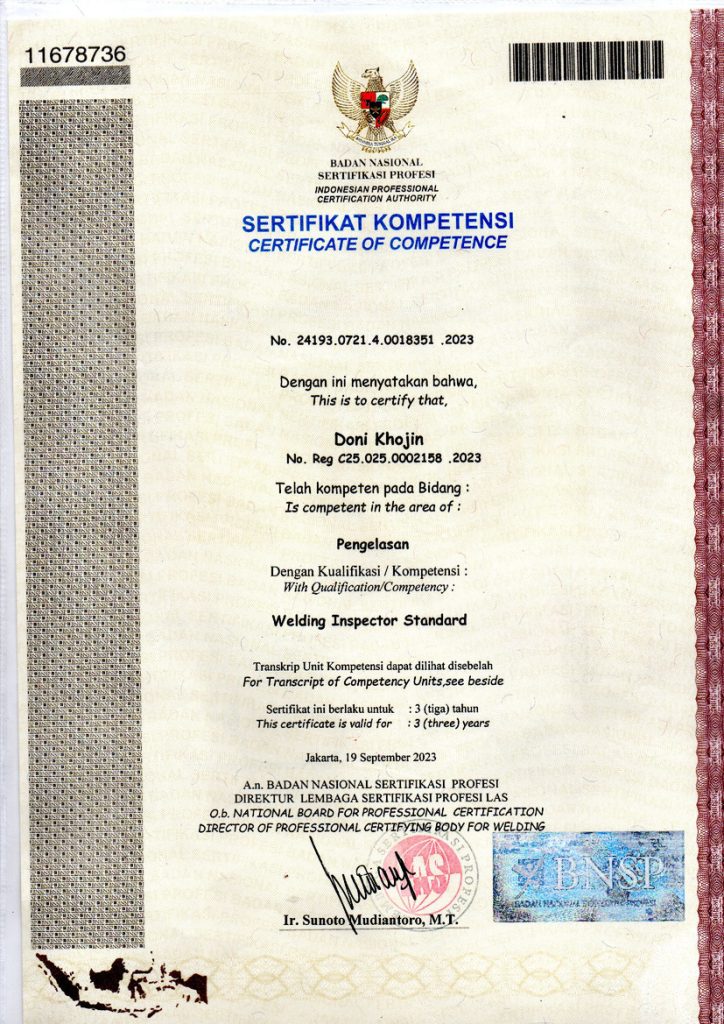 11678736
BADAN NASIONAL
SERTIFIKASI PROFESI
INDONESIAN PROFESSIONAL
CERTIFICATION AUTHORITY
SERTIFIKAT KOMPETENSI
CERTIFICATE OF COMPETENCE
No. 24193.0721.4.0018351 .2023
Dengan ini menyatakan bahwa,
This is to certify that,
Doni Khojin
No. Reg C25.025.0002158 .2023
Telah kompeten pada Bidang :
Is competent in the area of :
Pengelasan
Dengan Kualifikasi / Kompetensi :
With Qualification/Competency :
Welding Inspector Standard
Transkrip Unit Kompetensi dapat dilihat disebelah
For Transcript of Competency Units,see beside
Sertifikat ini berlaku untuk : 3 (tiga) tahun
This certificate is valid for : 3 (three) years
Jakarta, 19 September 2023
A.n. BADAN NASIONAL SERTIFIKASI PROFESI
DIREKTUR LEMBAGA SERTIFIKASI PROFESI LAS
O.b. NATIONAL BOARD FOR PROFESSIONAL CERTIFICATION
DIRECTOR OF PROFESSIONAL CERTIFYING BODY FOR WELDING
LAS
BNSP
BADAN NASIONAL SERTIFIKASI PROFESI
Ir. Sunoto Mudiantoro, M.T.